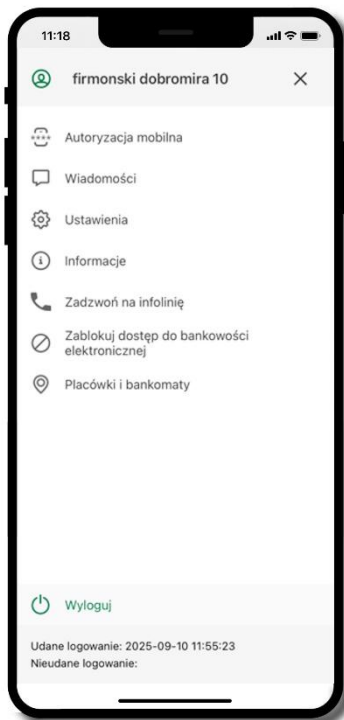 11:18
firmonski dobromira 10
Autoryzacja mobilna
Wiadomości
Ustawienia
Informacje
Zadzwoń na infolinię
Zablokuj dostęp do bankowości
elektronicznej
Placówki i bankomaty
Wyloguj
Udane logowanie: 2025-09-10 11:55:23
Nieudane logowanie: